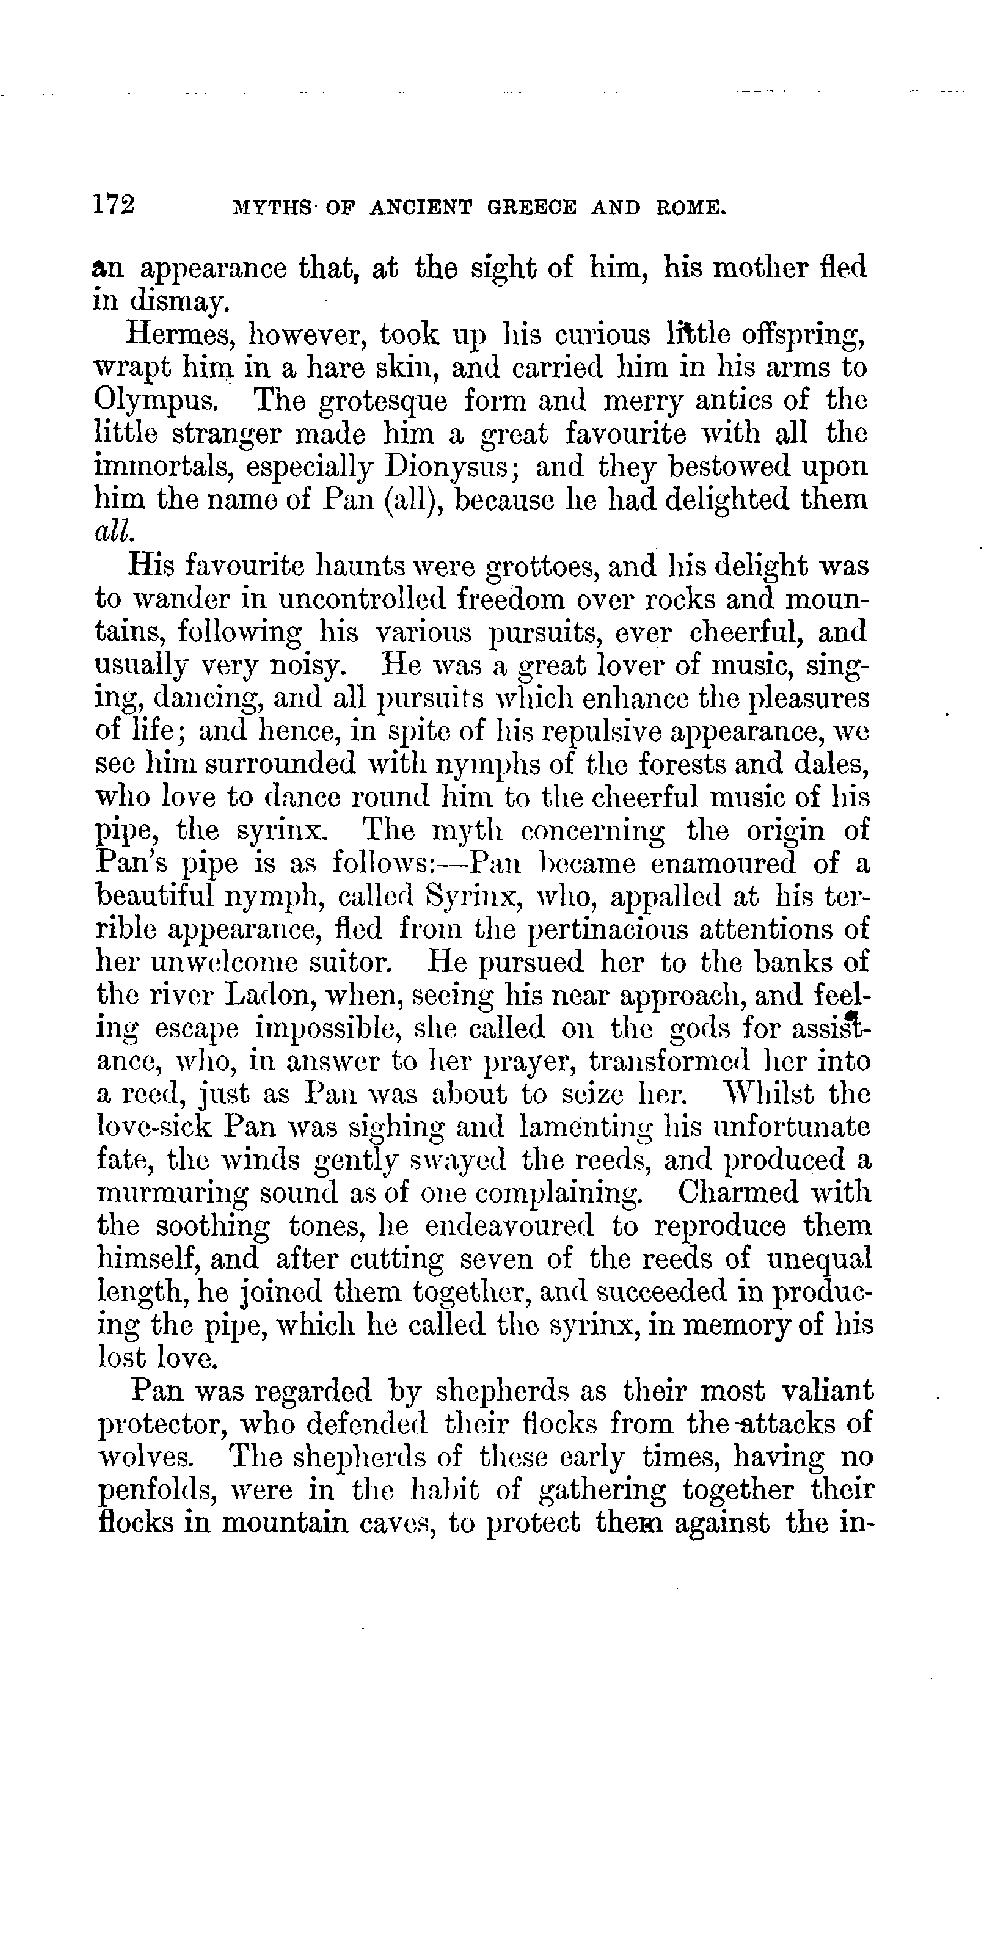 172 MYTHS OF ANCIENT GREECE AND ROME.
an appearance that, at the sight of him, his mother fled
in dismay.
Hermes, however, took up his curious little offspring,
wrapt him in a hare skin, and carried him in his arms to
Olympus. The grotesque form and merry antics of the
little stranger made him a great favourite with all the
immortals, especially Dionysus; and they bestowed upon
him the name of Pan (all), because he had delighted them
all.
His favourite haunts were grottoes, and his delight was
to wander in uncontrolled freedom over rocks and moun-
tains, following his various pursuits, ever cheerful, and
usually very noisy. He was a great lover of music, sing-
ing, dancing, and all pursuits which enhance the pleasures
of life; and hence, in spite of his repulsive appearance, we
see him surrounded with nymphs of the forests and dales,
who love to dance round him to the cheerful music of his
pipe, the syrinx. The myth concerning the origin of
Pan's pipe is as follows:—Pan became enamoured of a
beautiful nymph, called Syrinx, who, appalled at his ter-
rible appearance, fled from the pertinacious attentions of
her unwelcome suitor. He pursued her to the banks of
the river Ladon, when, seeing his near approach, and feel-
ing escape impossible, she called on the gods for assist-
ance, who, in answer to her prayer, transformed her into
a reed, just as Pan was about to seize her. Whilst the
love-sick Pan was sighing and lamenting his unfortunate
fate, the winds gently swayed the reeds, and produced a
murmuring sound as of one complaining. Charmed with
the soothing tones, he endeavoured to reproduce them
himself, and after cutting seven of the reeds of unequal
length, he joined them together, and succeeded in produc-
ing the pipe, which he called the syrinx, in memory of his
lost love.
Pan was regarded by shepherds as their most valiant
protector, who defended their flocks from the attacks of
wolves. The shepherds of these early times, having no
penfolds, were in the habit of gathering together their
flocks in mountain caves, to protect them against the in-